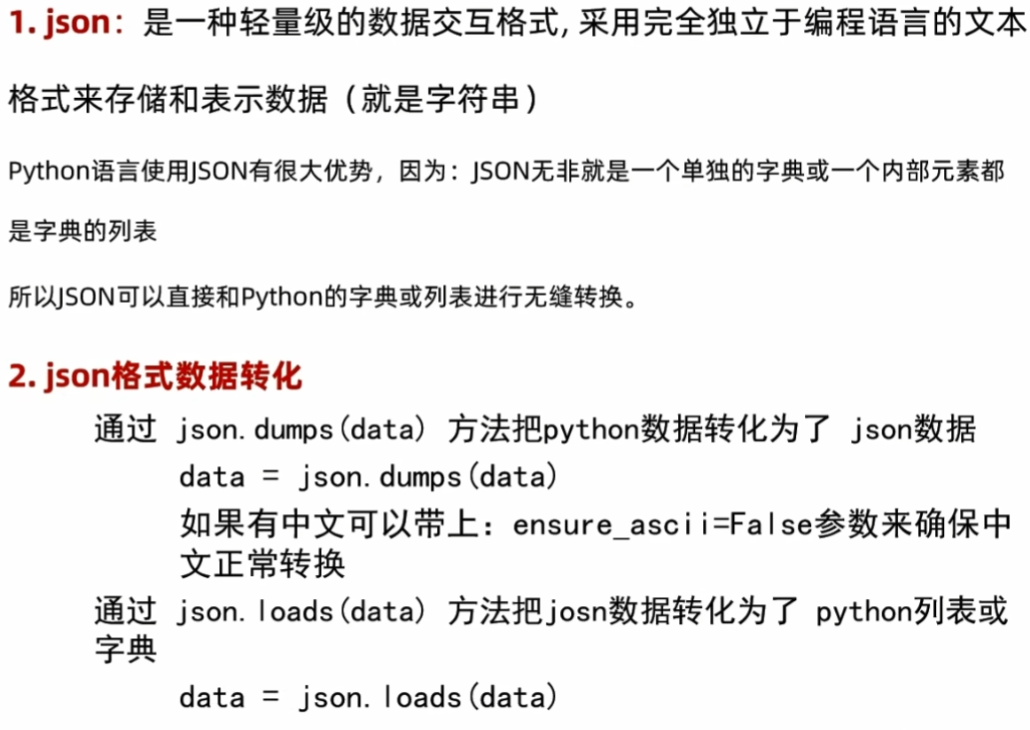 1. json：是一种轻量级的数据交互格式, 采用完全独立于编程语言的文本
格式来存储和表示数据（就是字符串）
Python语言使用JSON有很大优势，因为：JSON无非就是一个单独的字典或一个内部元素都
是字典的列表
所以JSON可以直接和Python的字典或列表进行无缝转换。
2. json格式数据转化
通过 json.dumps(data) 方法把python数据转化为了 json数据
data = json.dumps(data)
如果有中文可以带上：ensure_ascii=False参数来确保中
文正常转换
通过 json.loads(data) 方法把josn数据转化为了 python列表或
字典
data = json.loads(data)